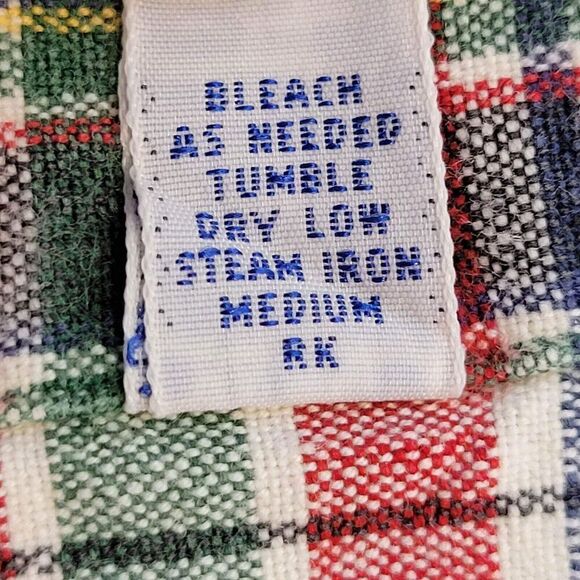 BLEACH
AS NEEDED
TUMBLE
DRY LOW
STEAM IRON
MEDIUM
RK